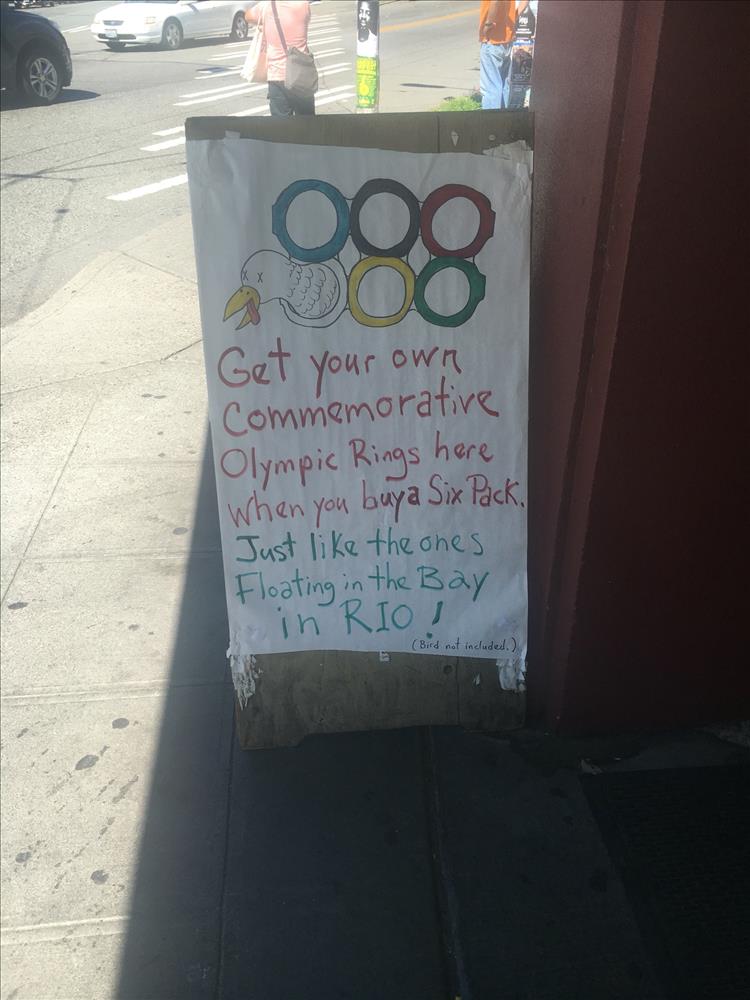 Get your own
Commemorative
Olympic Rings here
when you buy a Six Pack.
Just like the ones
Floating in the Bay
in RIO!
(Bird not included.)